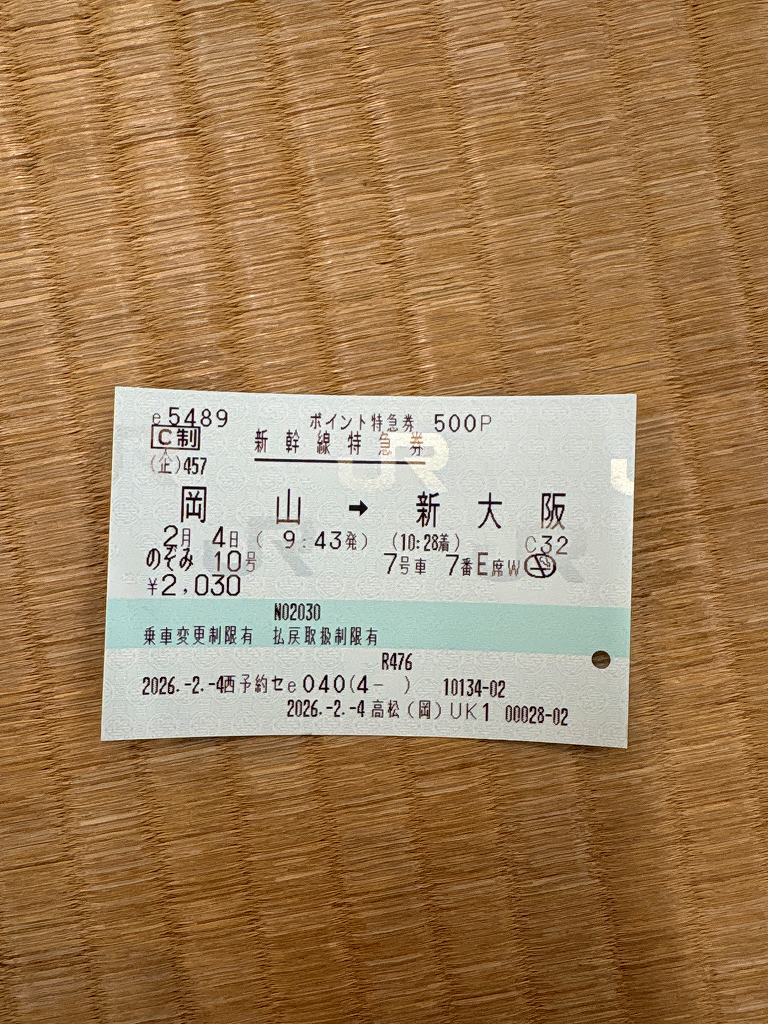 e5489 ポイント特急券 500P
C制 新幹線特急券
(企)457
岡山 → 新大阪
2月 4日 ( 9:43発) (10:28着) C32
のぞみ 10号 7号車 7番E席 W
¥2,030
NO2030
乗車変更制限有 払戻取扱制限有
R476
2026.-2.-4西予約セe040(4- ) 10134-02
2026.-2.-4 高松(岡)UK1 00028-02